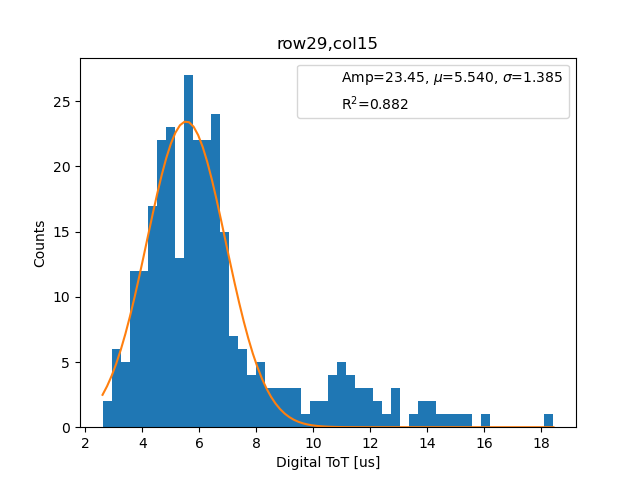 row29,col15
Amp=23.45, μ=5.540, σ=1.385
R²=0.882
Counts
25
20
15
10
5
0
2 4 6 8 10 12 14 16 18
Digital ToT [us]